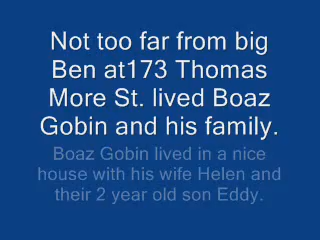 Not too far from big
Ben at173 Thomas
More St. lived Boaz
Gobin and his family.
Boaz Gobin lived in a nice
house with his wife Helen and
their 2 year old son Eddy.